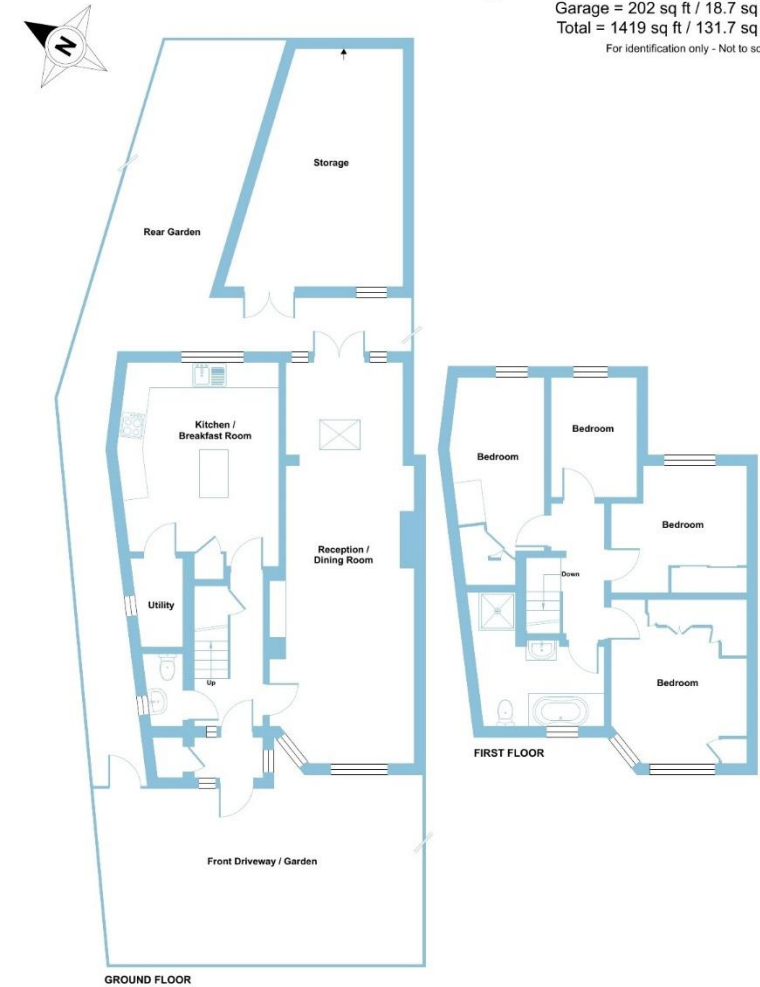 N
Garage = 202 sq ft / 18.7 sq
Total = 1419 sq ft / 131.7 sq
For identification only - Not to sc
Storage
Rear Garden
Kitchen /
Breakfast Room
Reception /
Dining Room
Utility
Up
Front Driveway / Garden
GROUND FLOOR
Bedroom
Bedroom
Bedroom
Down
Bedroom
FIRST FLOOR